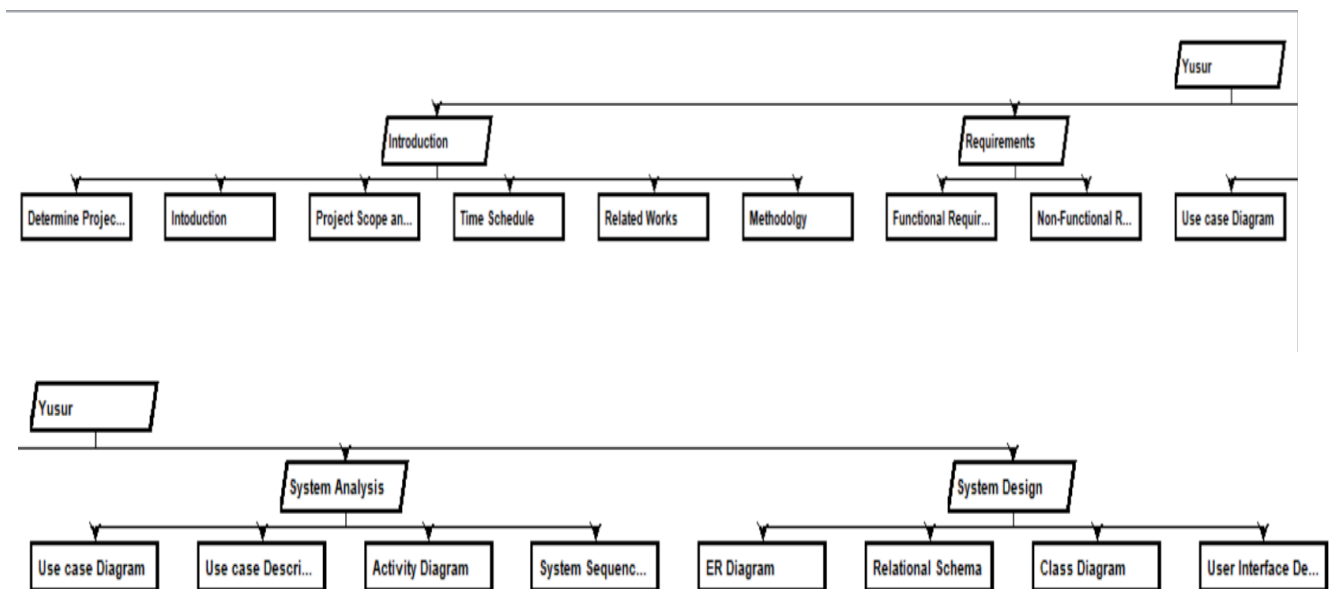 Yusur
Introduction
Requirements
Determine Projec...
Intoduction
Project Scope an...
Time Schedule
Related Works
Methodolgy
Functional Requir...
Non-Functional R...
Use case Diagram
Yusur
System Analysis
System Design
Use case Diagram
Use case Descri...
Activity Diagram
System Sequenc...
ER Diagram
Relational Schema
Class Diagram
User Interface De...